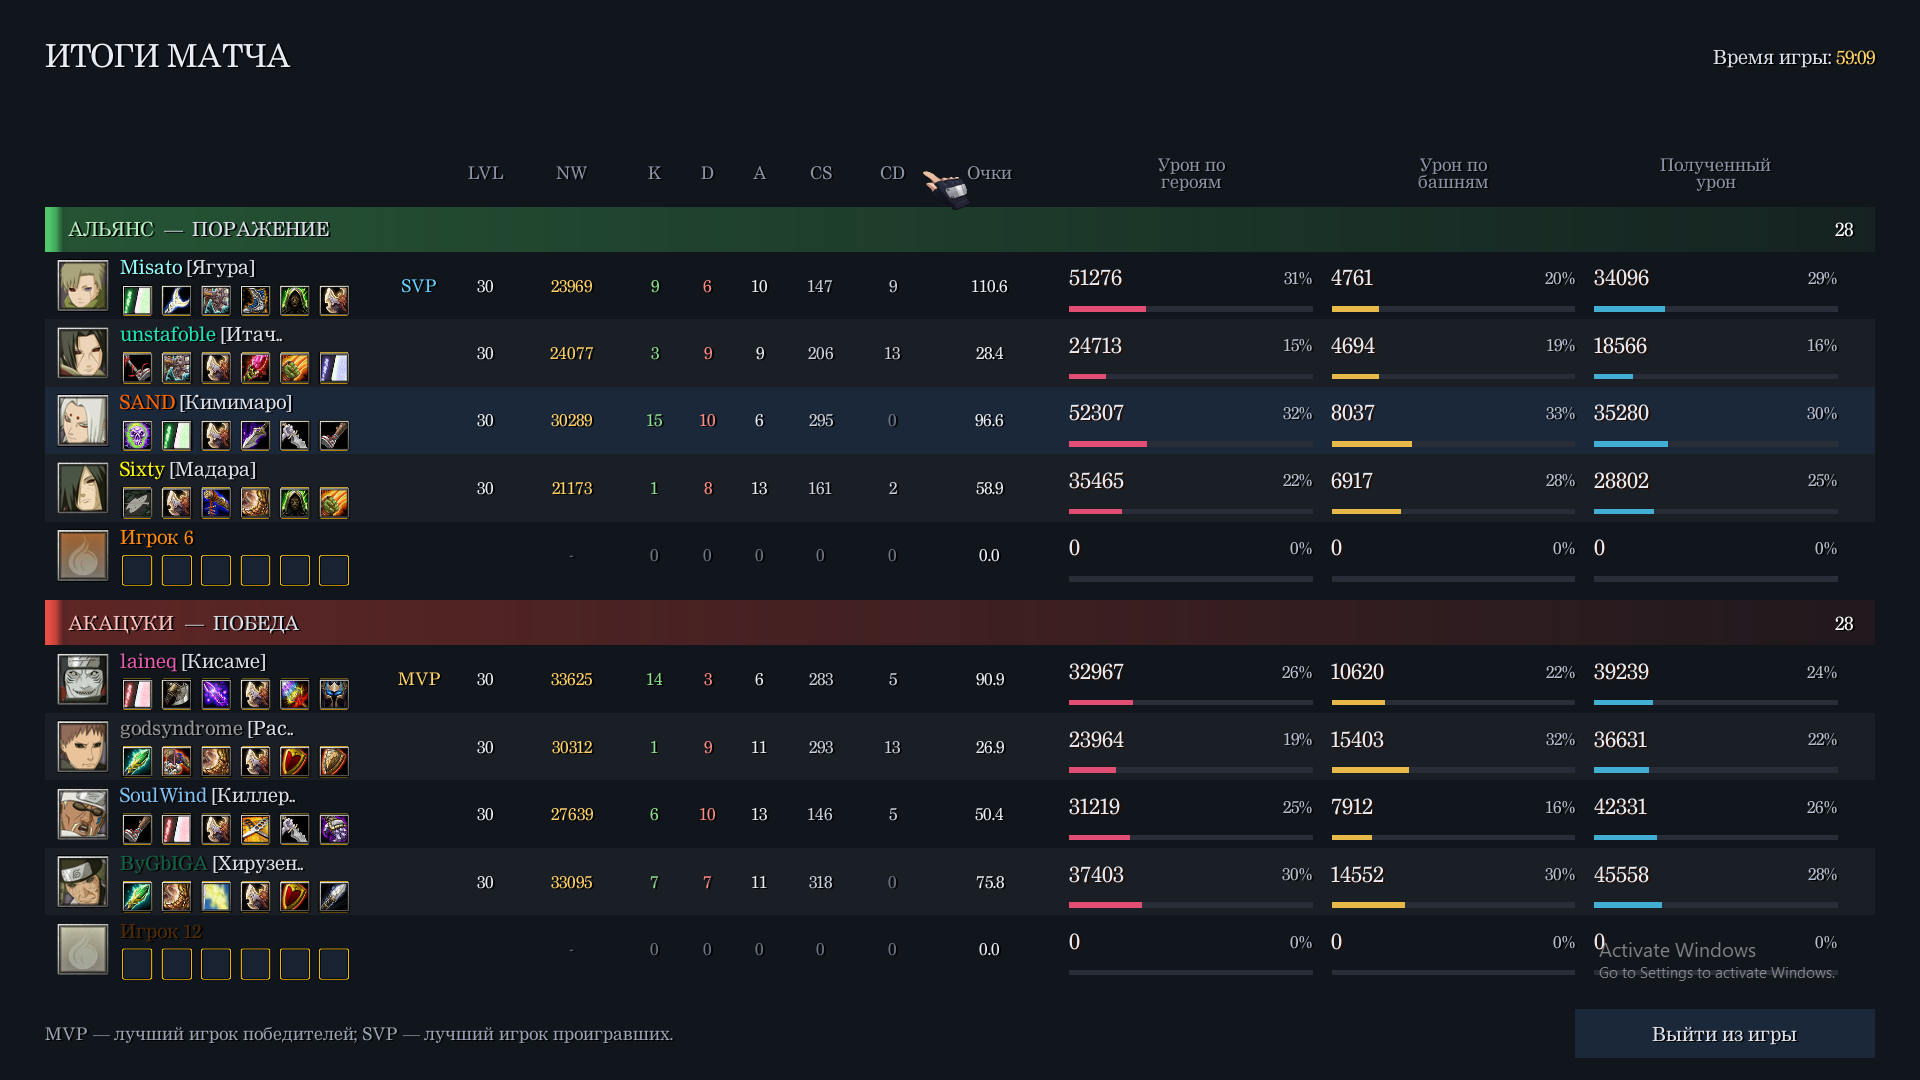 ИТОГИ МАТЧА
Время игры: 59:09
LVL NW K D A CS CD Очки Урон по героям Урон по башням Полученный урон
АЛЬЯНС — ПОРАЖЕНИЕ 28
Misato [Ягура]
SVP 30 23969 9 6 10 147 9 110.6 51276 31% 4761 20% 34096 29%
unstafoble [Итач..
30 24077 3 9 9 206 13 28.4 24713 15% 4694 19% 18566 16%
SAND [Кимимаро]
30 30289 15 10 6 295 0 96.6 52307 32% 8037 33% 35280 30%
Sixty [Мадара]
30 21173 1 8 13 161 2 58.9 35465 22% 6917 28% 28802 25%
Игрок 6
- 0 0 0 0 0 0.0 0 0% 0 0% 0 0%
АКАЦУКИ — ПОБЕДА 28
laineq [Кисаме]
MVP 30 33625 14 3 6 283 5 90.9 32967 26% 10620 22% 39239 24%
godsyndrome [Рас..
30 30312 1 9 11 293 13 26.9 23964 19% 15403 32% 36631 22%
SoulWind [Киллер..
30 27639 6 10 13 146 5 50.4 31219 25% 7912 16% 42331 26%
ByGbIGA [Хирузен..
30 33095 7 7 11 318 0 75.8 37403 30% 14552 30% 45558 28%
Игрок 12
- 0 0 0 0 0 0.0 0 0% 0 0% 0 0%
Activate Windows
Go to Settings to activate Windows.
MVP — лучший игрок победителей; SVP — лучший игрок проигравших.
Выйти из игры